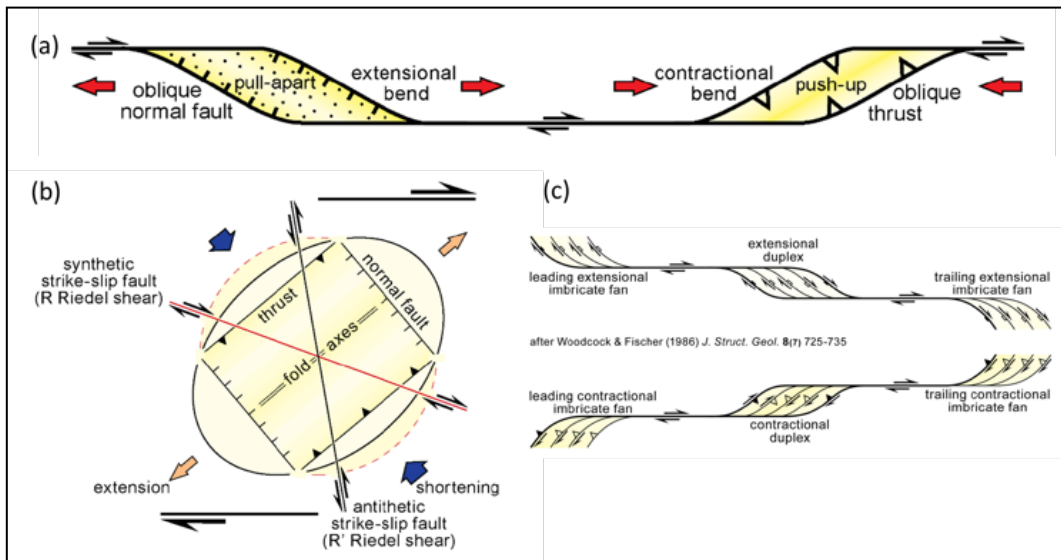 (a)
pull-apart
oblique
normal fault
extensional
bend
contractional
bend
push-up
oblique
thrust
(b)
synthetic
strike-slip fault
(R Riedel shear)
thrust
normal fault
fold axes
extension
shortening
antithetic
strike-slip fault
(R' Riedel shear)
(c)
extensional
duplex
leading extensional
imbricate fan
trailing extensional
imbricate fan
after Woodcock & Fischer (1986) J. Struct. Geol. 8(7) 725-735
leading contractional
imbricate fan
trailing contractional
imbricate fan
contractional
duplex